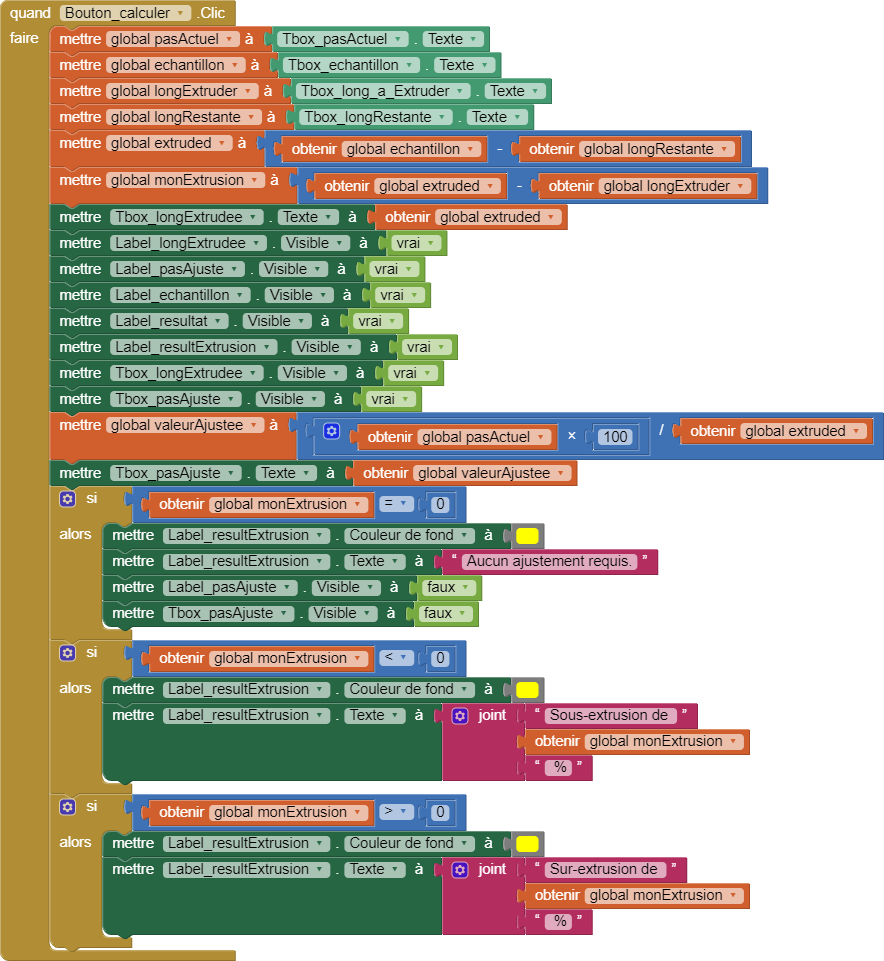 quand Bouton_calculer .Clic
faire mettre global pasActuel à Tbox_pasActuel . Texte
mettre global echantillon à Tbox_echantillon . Texte
mettre global longExtruder à Tbox_long_a_Extruder . Texte
mettre global longRestante à Tbox_longRestante . Texte
mettre global extruded à obtenir global echantillon - obtenir global longRestante
mettre global monExtrusion à obtenir global extruded - obtenir global longExtruder
mettre Tbox_longExtrudee . Texte à obtenir global extruded
mettre Label_longExtrudee . Visible à vrai
mettre Label_pasAjuste . Visible à vrai
mettre Label_echantillon . Visible à vrai
mettre Label_resultat . Visible à vrai
mettre Label_resultExtrusion . Visible à vrai
mettre Tbox_longExtrudee . Visible à vrai
mettre Tbox_pasAjuste . Visible à vrai
mettre global valeurAjustee à obtenir global pasActuel × 100 / obtenir global extruded
mettre Tbox_pasAjuste . Texte à obtenir global valeurAjustee
si obtenir global monExtrusion = 0
alors mettre Label_resultExtrusion . Couleur de fond à
mettre Label_resultExtrusion . Texte à “ Aucun ajustement requis. ”
mettre Label_pasAjuste . Visible à faux
mettre Tbox_pasAjuste . Visible à faux
si obtenir global monExtrusion < 0
alors mettre Label_resultExtrusion . Couleur de fond à
mettre Label_resultExtrusion . Texte à joint “ Sous-extrusion de ”
obtenir global monExtrusion
“ % ”
si obtenir global monExtrusion > 0
alors mettre Label_resultExtrusion . Couleur de fond à
mettre Label_resultExtrusion . Texte à joint “ Sur-extrusion de ”
obtenir global monExtrusion
“ % ”